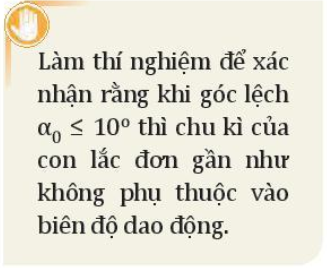 Làm thí nghiệm để xác
nhận rằng khi góc lệch
α₀ ≤ 10º thì chu kì của
con lắc đơn gần như
không phụ thuộc vào
biên độ dao động.